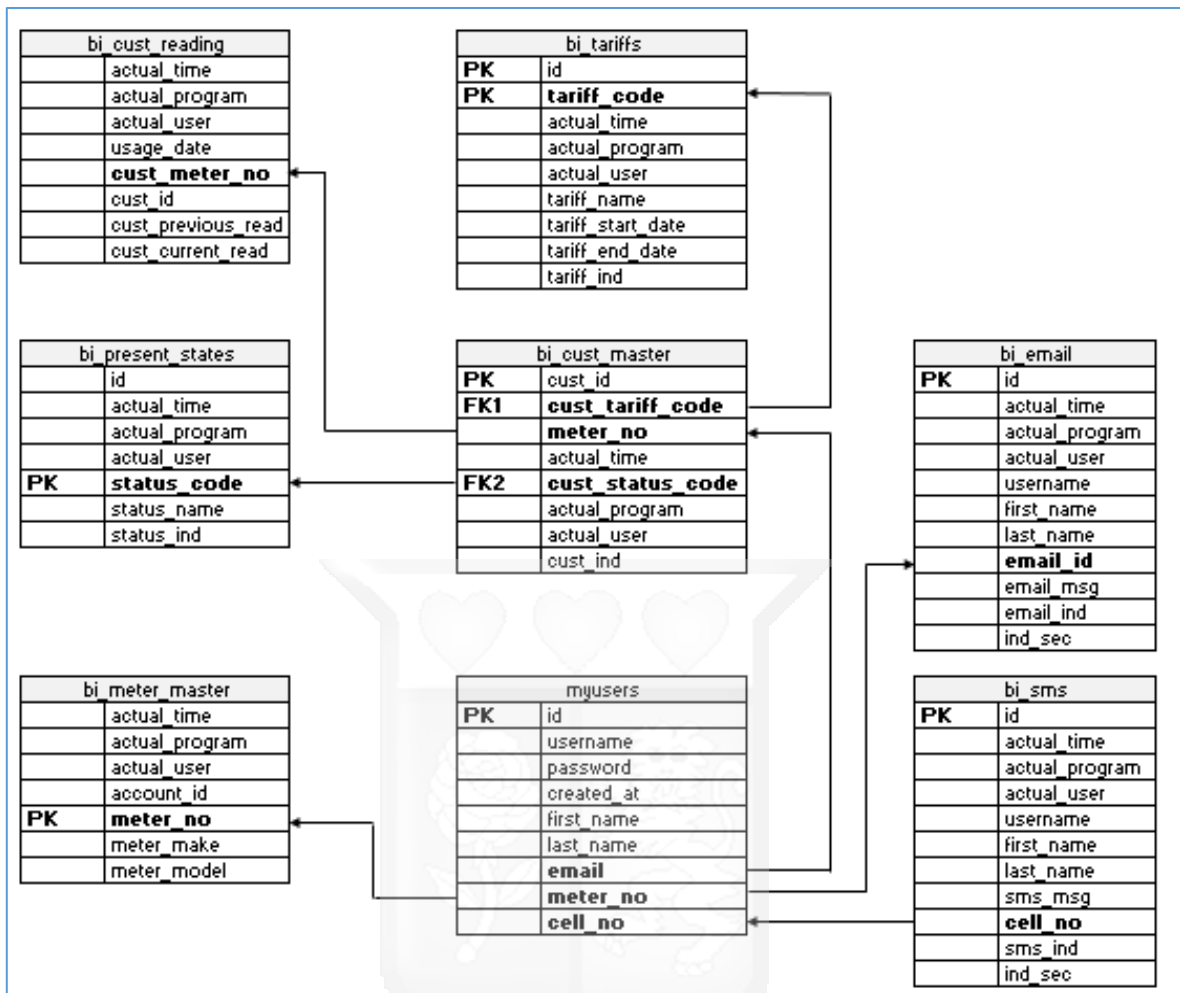 bi_cust_reading
actual_time
actual_program
actual_user
usage_date
cust_meter_no
cust_id
cust_previous_read
cust_current_read
bi_tariffs
PK id
PK tariff_code
actual_time
actual_program
actual_user
tariff_name
tariff_start_date
tariff_end_date
tariff_ind
bi_present_states
id
actual_time
actual_program
actual_user
PK status_code
status_name
status_ind
bi_cust_master
PK cust_id
FK1 cust_tariff_code
meter_no
actual_time
FK2 cust_status_code
actual_program
actual_user
cust_ind
bi_email
PK id
actual_time
actual_program
actual_user
username
first_name
last_name
email_id
email_msg
email_ind
ind_sec
bi_meter_master
actual_time
actual_program
actual_user
account_id
PK meter_no
meter_make
meter_model
myusers
PK id
username
password
created_at
first_name
last_name
email
meter_no
cell_no
bi_sms
PK id
actual_time
actual_program
actual_user
username
first_name
last_name
sms_msg
cell_no
sms_ind
ind_sec